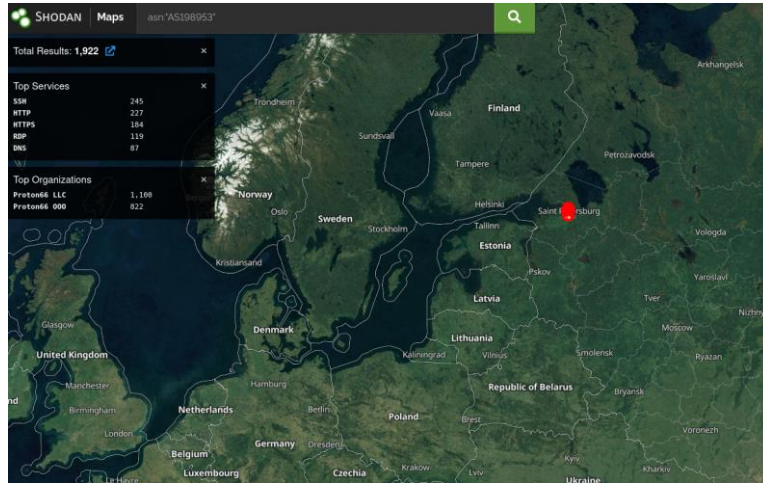 SHODAN Maps asn:"AS198953"
Total Results: 1,922 ×
Top Services ×
SSH 245
HTTP 227
HTTPS 184
RDP 119
DNS 87
Top Organizations ×
Proton66 LLC 1,100
Proton66 OOO 822
Arkhangelsk
Trondheim
Vaasa
Finland
Sundsvall
Petrozavodsk
Tampere
Norway
Helsinki
Saint
Oslo
Sweden
Tallinn
Stockholm
Vologda
Estonia
Kristiansand
Pskov
Yaroslavl
Latvia
Tver
Glasgow
Moscow
Denmark
Lithuania
United Kingdom
Kaliningrad
Vilnius
Smolensk
Ryazan
Manchester
Hamburg
Republic of Belarus
Bryansk
Birmingham
Netherlands
Berlin
Poland
Brest
London
Voronezh
Germany
Dresden
Belgium
Kyiv
Luxembourg
Czechia
Krakow
Lviv
Kharkiv
Le Havre
Ukraine